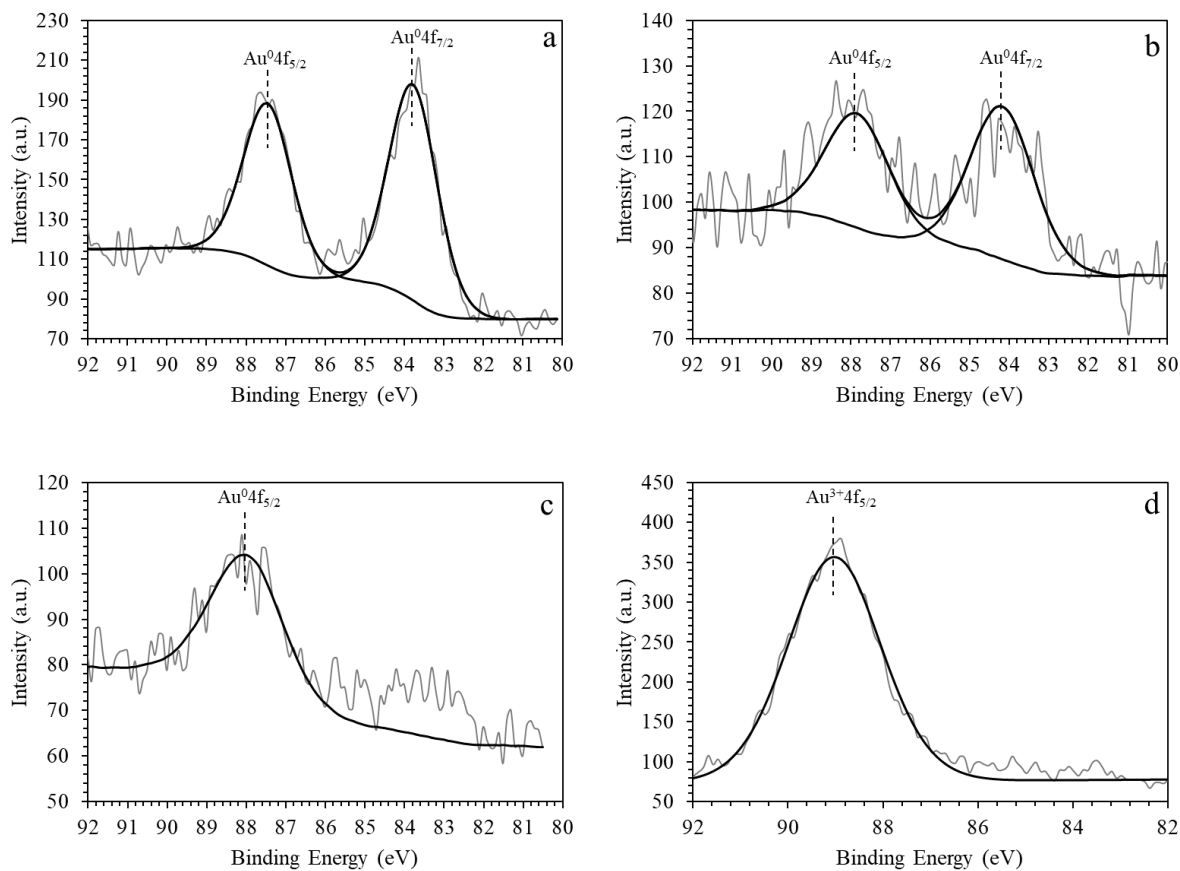 a
Au⁰4f₅/₂
Au⁰4f₇/₂
Intensity (a.u.)
230
210
190
170
150
130
110
90
70
92 91 90 89 88 87 86 85 84 83 82 81 80
Binding Energy (eV)
b
Au⁰4f₅/₂
Au⁰4f₇/₂
Intensity (a.u.)
140
130
120
110
100
90
80
70
92 91 90 89 88 87 86 85 84 83 82 81 80
Binding Energy (eV)
c
Au⁰4f₅/₂
Intensity (a.u.)
120
110
100
90
80
70
60
50
92 91 90 89 88 87 86 85 84 83 82 81 80
Binding Energy (eV)
d
Au³⁺4f₅/₂
Intensity (a.u.)
450
400
350
300
250
200
150
100
50
92 90 88 86 84 82
Binding Energy (eV)